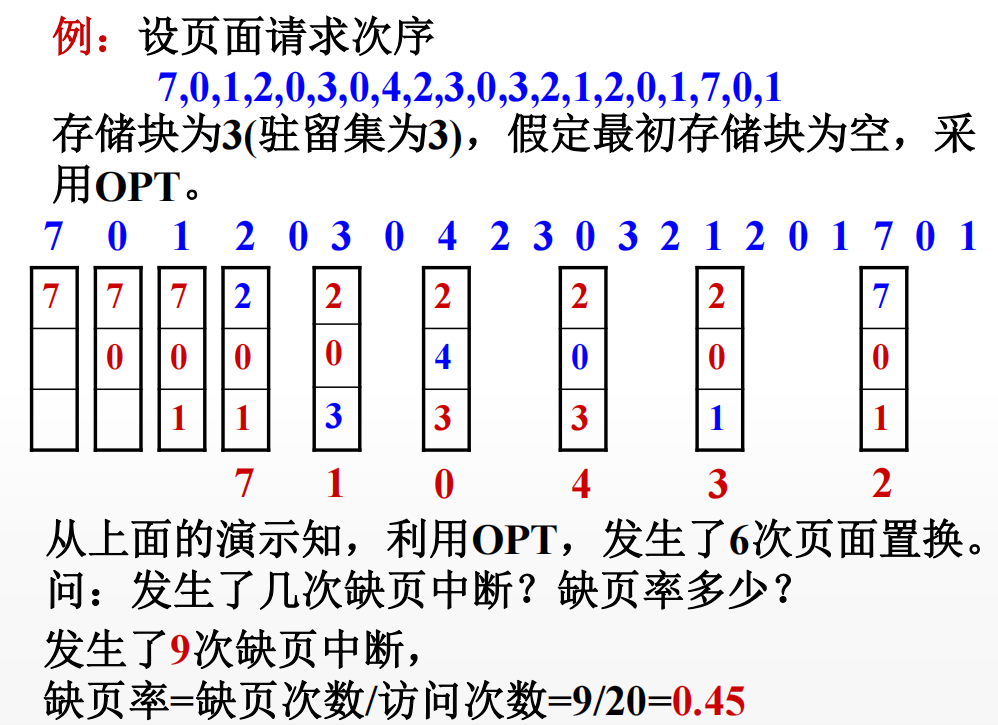 例：设页面请求次序
7,0,1,2,0,3,0,4,2,3,0,3,2,1,2,0,1,7,0,1
存储块为3(驻留集为3)，假定最初存储块为空，采
用OPT。
7 0 1 2 0 3 0 4 2 3 0 3 2 1 2 0 1 7 0 1
7 7 7 2 2 2 2 2 7
0 0 0 0 4 0 0 0
1 1 3 3 3 1 1
7 1 0 4 3 2
从上面的演示知，利用OPT，发生了6次页面置换。
问：发生了几次缺页中断？缺页率多少？
发生了9次缺页中断，
缺页率=缺页次数/访问次数=9/20=0.45